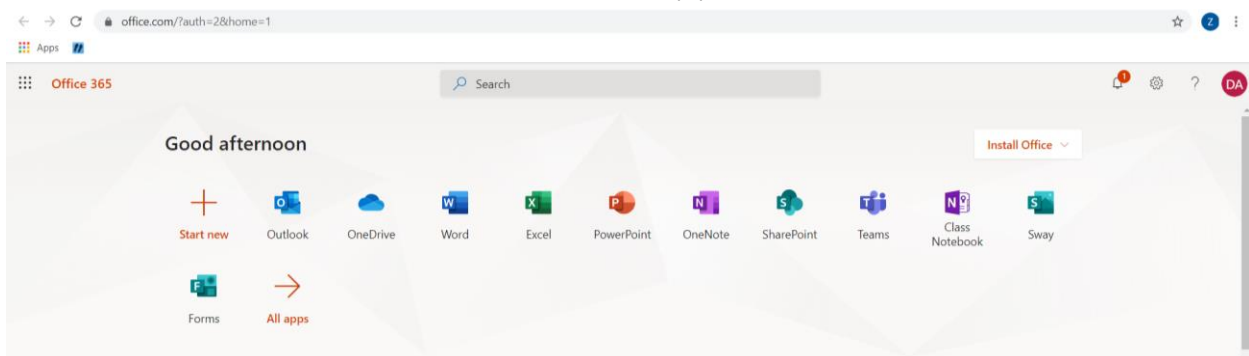 office.com/?auth=2&home=1
Z
Apps
Office 365
Search
1
?
DA
Good afternoon
Install Office
Start new
Outlook
OneDrive
Word
Excel
PowerPoint
OneNote
SharePoint
Teams
Class
Notebook
Sway
Forms
All apps